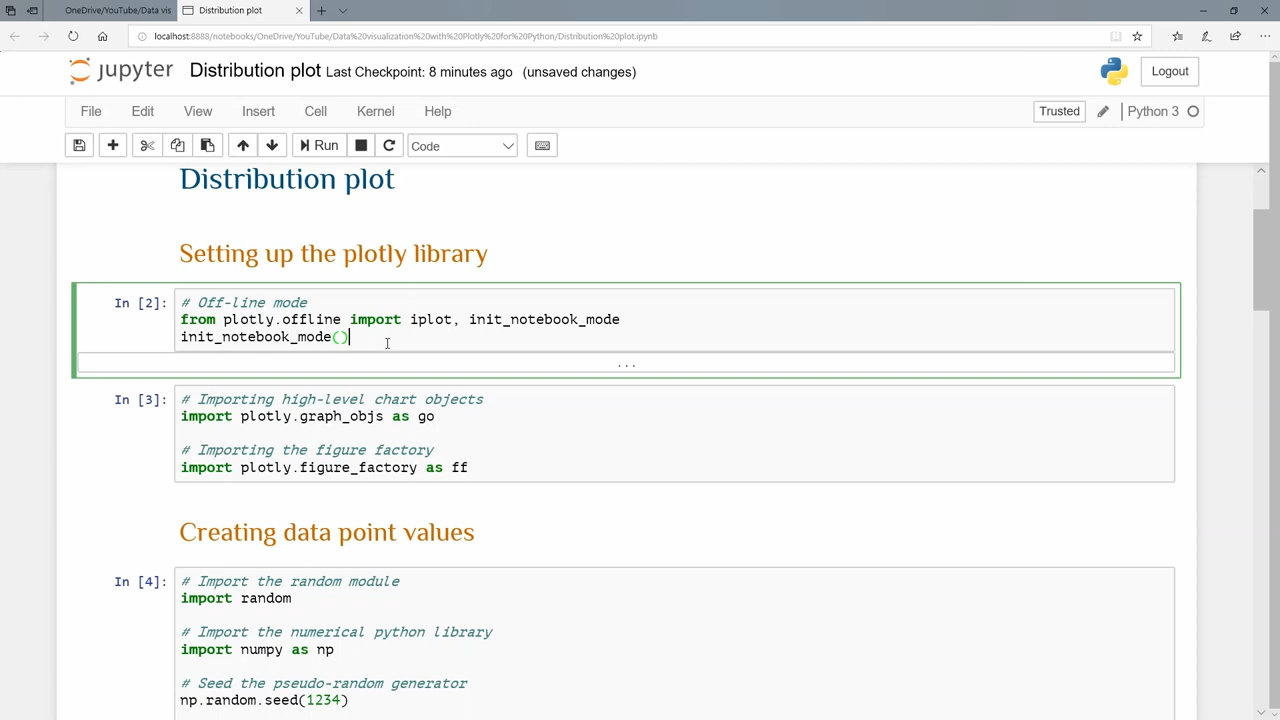 OneDrive/YouTube/Data vis
Distribution plot
localhost:8888/notebooks/OneDrive/YouTube/Data%20visualization%20with%20Plotly%20for%20Python/Distribution%20plot.ipynb
jupyter Distribution plot Last Checkpoint: 8 minutes ago (unsaved changes)
Logout
File Edit View Insert Cell Kernel Help
Trusted Python 3
Run Code
Distribution plot
Setting up the plotly library
In [2]: # Off-line mode
from plotly.offline import iplot, init_notebook_mode
init_notebook_mode()
...
In [3]: # Importing high-level chart objects
import plotly.graph_objs as go
# Importing the figure factory
import plotly.figure_factory as ff
Creating data point values
In [4]: # Import the random module
import random
# Import the numerical python library
import numpy as np
# Seed the pseudo-random generator
np.random.seed(1234)